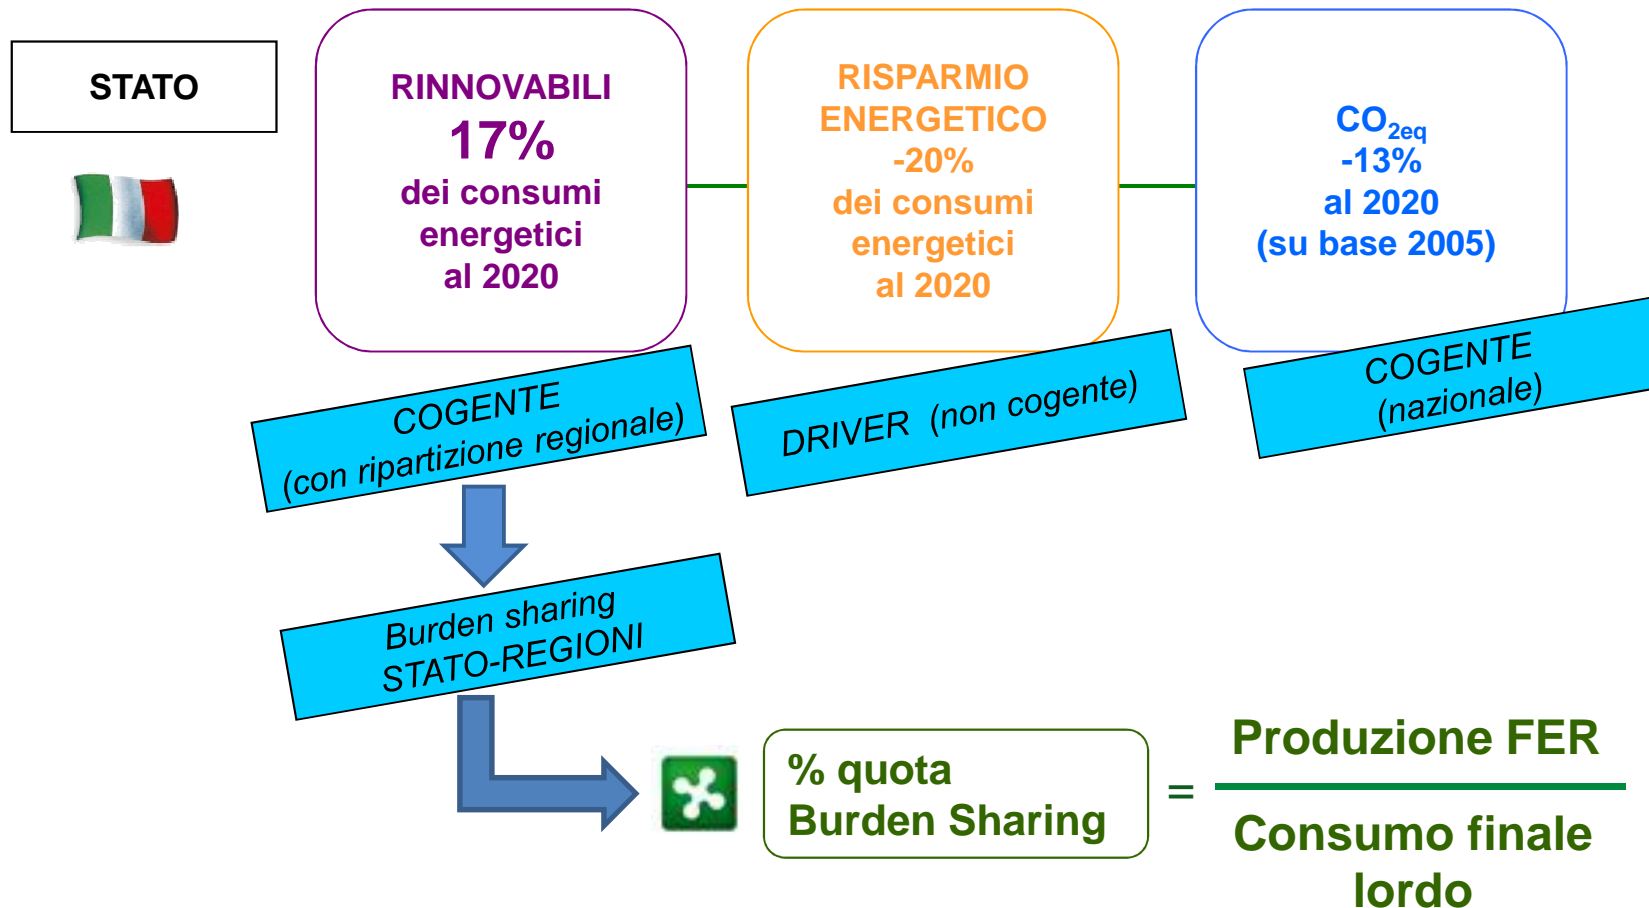 STATO
RINNOVABILI
17%
dei consumi
energetici
al 2020
RISPARMIO
ENERGETICO
-20%
dei consumi
energetici
al 2020
CO2eq
-13%
al 2020
(su base 2005)
COGENTE
(con ripartizione regionale)
DRIVER (non cogente)
COGENTE
(nazionale)
Burden sharing
STATO-REGIONI
% quota
Burden Sharing
=
Produzione FER
Consumo finale
lordo